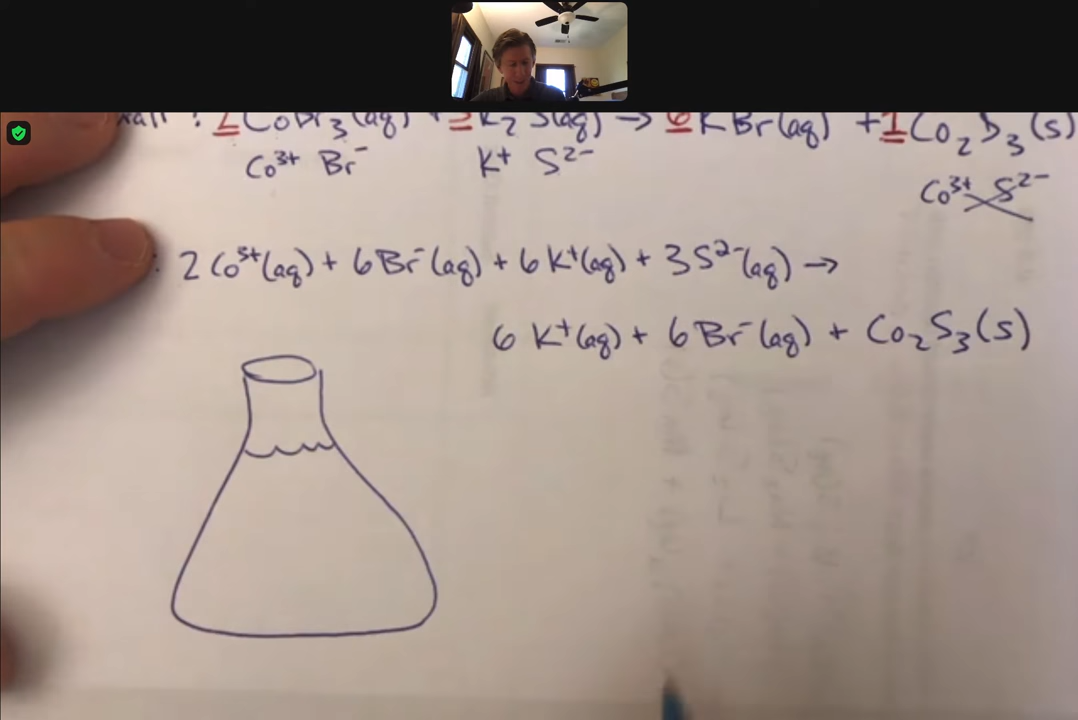 : 2 CoBr₃(aq) + 3 K₂S(aq) → 6 KBr(aq) + 1 Co₂S₃(s)
Co³⁺ Br⁻ K⁺ S²⁻
Co³⁺ S²⁻
: 2 Co³⁺(aq) + 6 Br⁻(aq) + 6 K⁺(aq) + 3 S²⁻(aq) →
6 K⁺(aq) + 6 Br⁻(aq) + Co₂S₃(s)